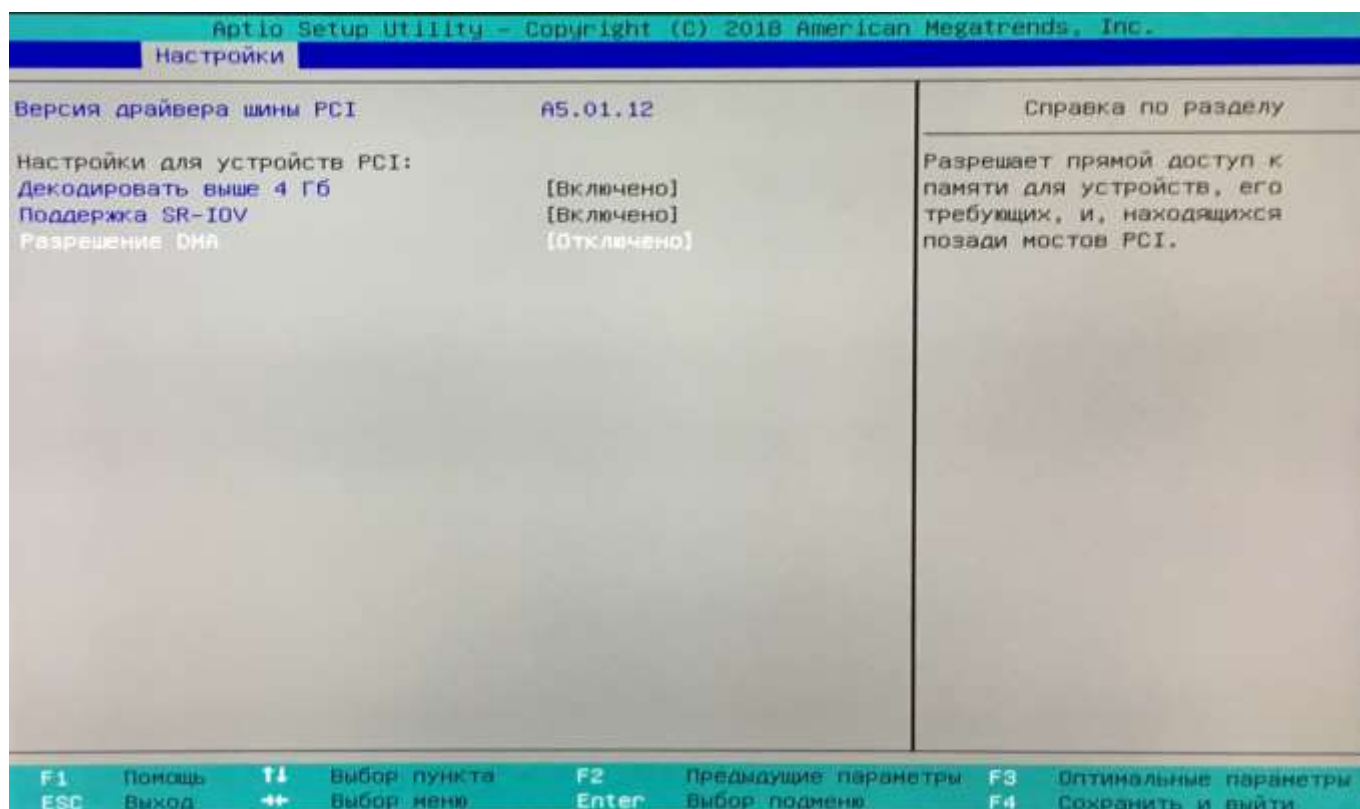 Aptio Setup Utility – Copyright (C) 2018 American Megatrends, Inc.
Настройки
Версия драйвера шины PCI A5.01.12
Настройки для устройств PCI:
Декодировать выше 4 Гб [Включено]
Поддержка SR-IOV [Включено]
Разрешение DMA [Отключено]
Справка по разделу
Разрешает прямой доступ к
памяти для устройств, его
требующих, и, находящихся
позади мостов PCI.
F1 Помощь ↑↓ Выбор пункта F2 Предыдущие параметры F3 Оптимальные параметры
ESC Выход →← Выбор меню Enter Выбор подменю F4 Сохранить и выйти